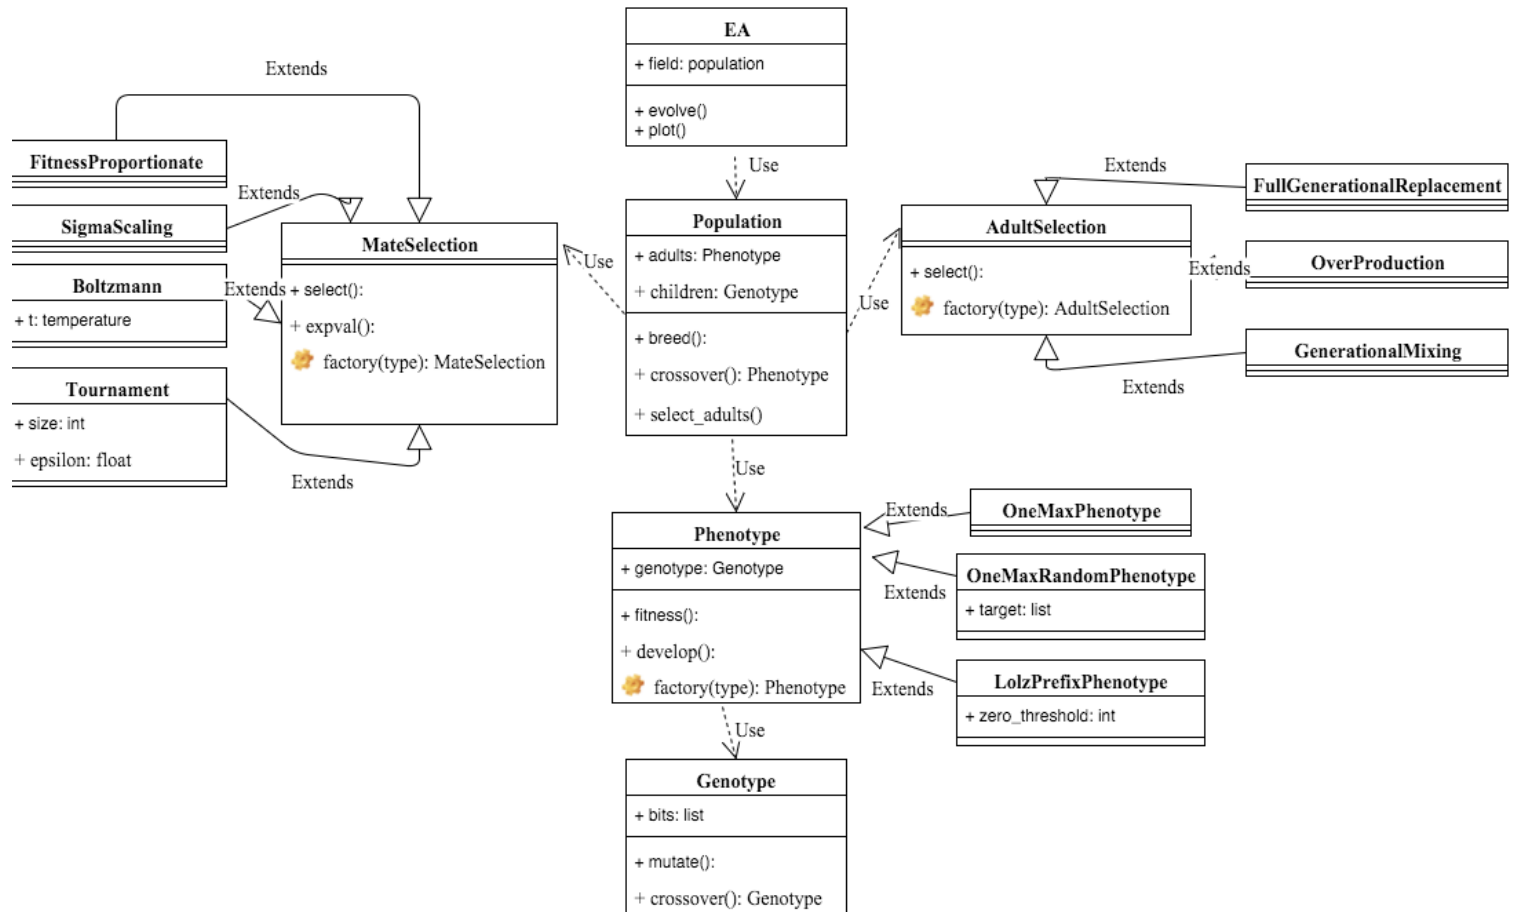 EA
+ field: population
+ evolve()
+ plot()
Extends
FitnessProportionate
Extends
SigmaScaling
Boltzmann
+ t: temperature
Extends
Tournament
+ size: int
+ epsilon: float
Extends
MateSelection
+ select():
+ expval():
factory(type): MateSelection
Use
Use
Population
+ adults: Phenotype
+ children: Genotype
+ breed():
+ crossover(): Phenotype
+ select_adults()
Use
AdultSelection
+ select():
factory(type): AdultSelection
Extends
FullGenerationalReplacement
Extends
OverProduction
GenerationalMixing
Extends
Use
Phenotype
+ genotype: Genotype
+ fitness():
+ develop():
factory(type): Phenotype
Extends
OneMaxPhenotype
OneMaxRandomPhenotype
+ target: list
Extends
LolzPrefixPhenotype
+ zero_threshold: int
Extends
Use
Genotype
+ bits: list
+ mutate():
+ crossover(): Genotype